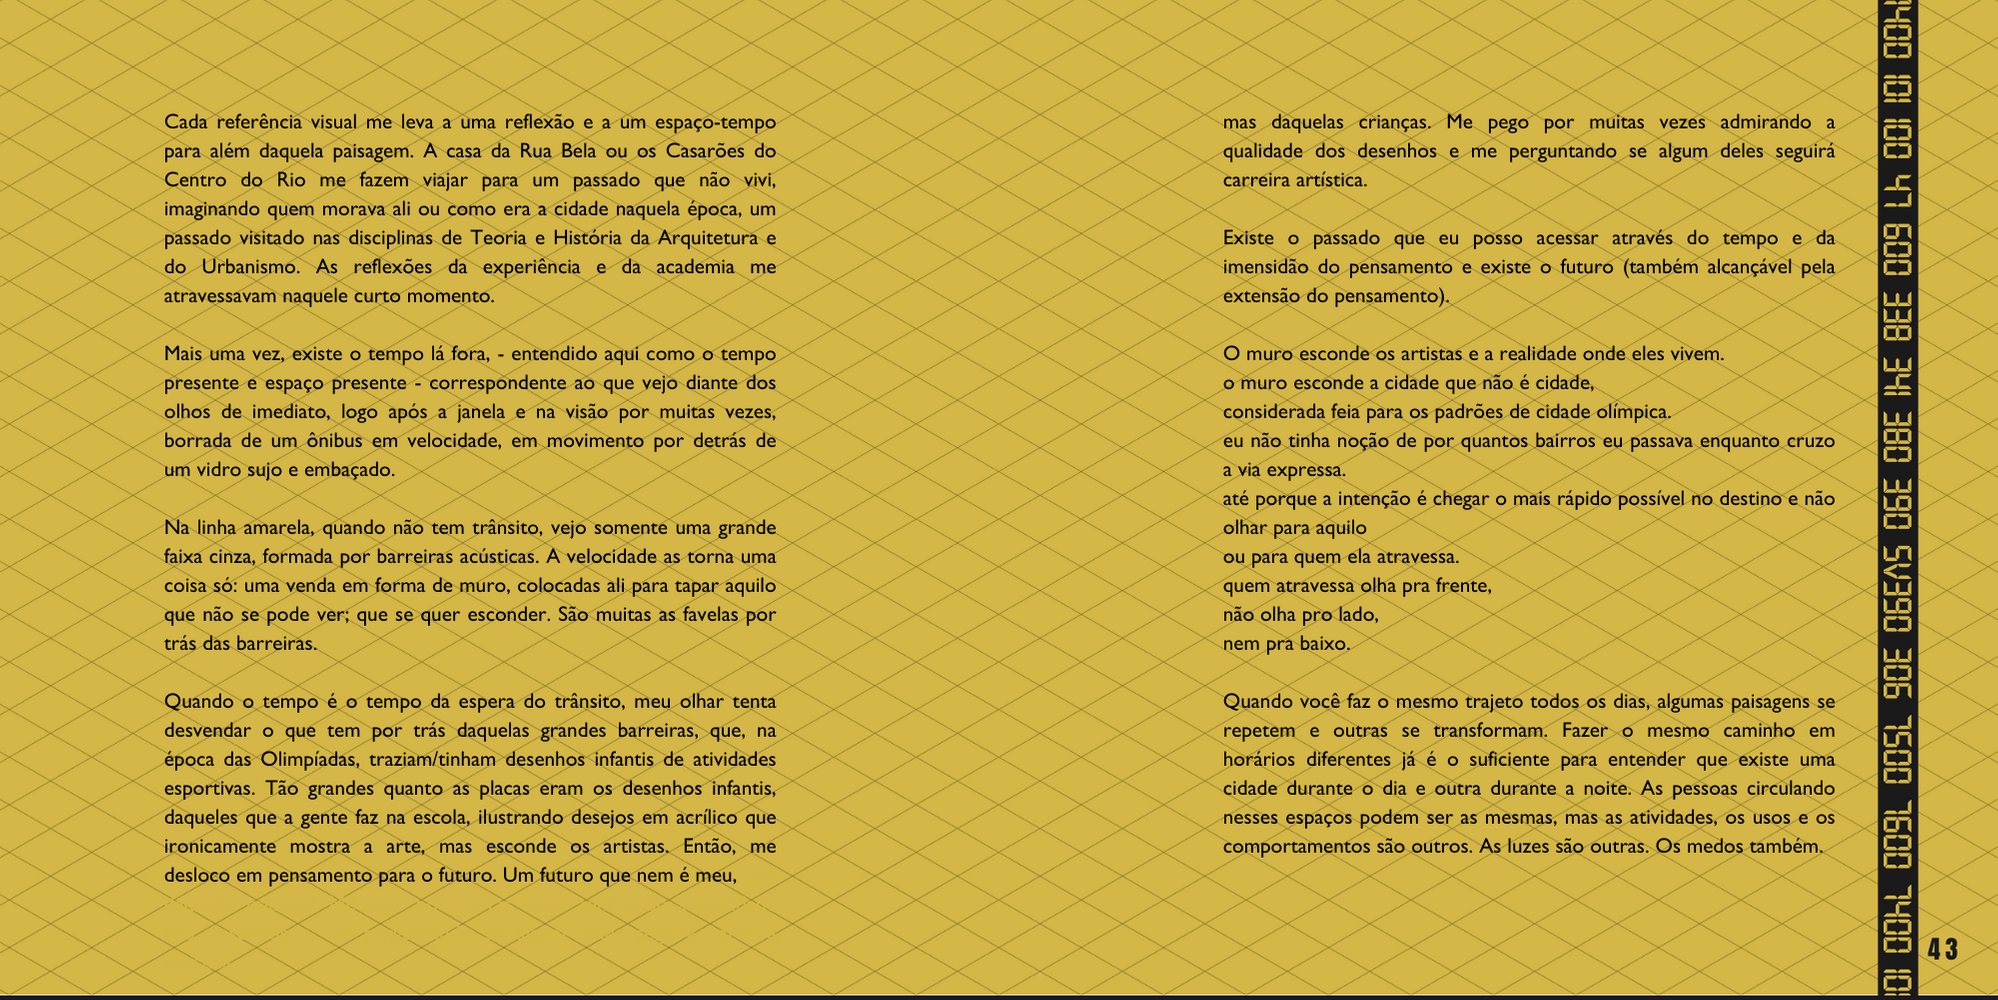 Cada referência visual me leva a uma reflexão e a um espaço-tempo
para além daquela paisagem. A casa da Rua Bela ou os Casarões do
Centro do Rio me fazem viajar para um passado que não vivi,
imaginando quem morava ali ou como era a cidade naquela época, um
passado visitado nas disciplinas de Teoria e História da Arquitetura e
do Urbanismo. As reflexões da experiência e da academia me
atravessavam naquele curto momento.
Mais uma vez, existe o tempo lá fora, - entendido aqui como o tempo
presente e espaço presente - correspondente ao que vejo diante dos
olhos de imediato, logo após a janela e na visão por muitas vezes,
borrada de um ônibus em velocidade, em movimento por detrás de
um vidro sujo e embaçado.
Na linha amarela, quando não tem trânsito, vejo somente uma grande
faixa cinza, formada por barreiras acústicas. A velocidade as torna uma
coisa só: uma venda em forma de muro, colocadas ali para tapar aquilo
que não se pode ver; que se quer esconder. São muitas as favelas por
trás das barreiras.
Quando o tempo é o tempo da espera do trânsito, meu olhar tenta
desvendar o que tem por trás daquelas grandes barreiras, que, na
época das Olimpíadas, traziam/tinham desenhos infantis de atividades
esportivas. Tão grandes quanto as placas eram os desenhos infantis,
daqueles que a gente faz na escola, ilustrando desejos em acrílico que
ironicamente mostra a arte, mas esconde os artistas. Então, me
desloco em pensamento para o futuro. Um futuro que nem é meu,
mas daquelas crianças. Me pego por muitas vezes admirando a
qualidade dos desenhos e me perguntando se algum deles seguirá
carreira artística.
Existe o passado que eu posso acessar através do tempo e da
imensidão do pensamento e existe o futuro (também alcançável pela
extensão do pensamento).
O muro esconde os artistas e a realidade onde eles vivem.
o muro esconde a cidade que não é cidade,
considerada feia para os padrões de cidade olímpica.
eu não tinha noção de por quantos bairros eu passava enquanto cruzo
a via expressa.
até porque a intenção é chegar o mais rápido possível no destino e não
olhar para aquilo
ou para quem ela atravessa.
quem atravessa olha pra frente,
não olha pro lado,
nem pra baixo.
Quando você faz o mesmo trajeto todos os dias, algumas paisagens se
repetem e outras se transformam. Fazer o mesmo caminho em
horários diferentes já é o suficiente para entender que existe uma
cidade durante o dia e outra durante a noite. As pessoas circulando
nesses espaços podem ser as mesmas, mas as atividades, os usos e os
comportamentos são outros. As luzes são outras. Os medos também.
43